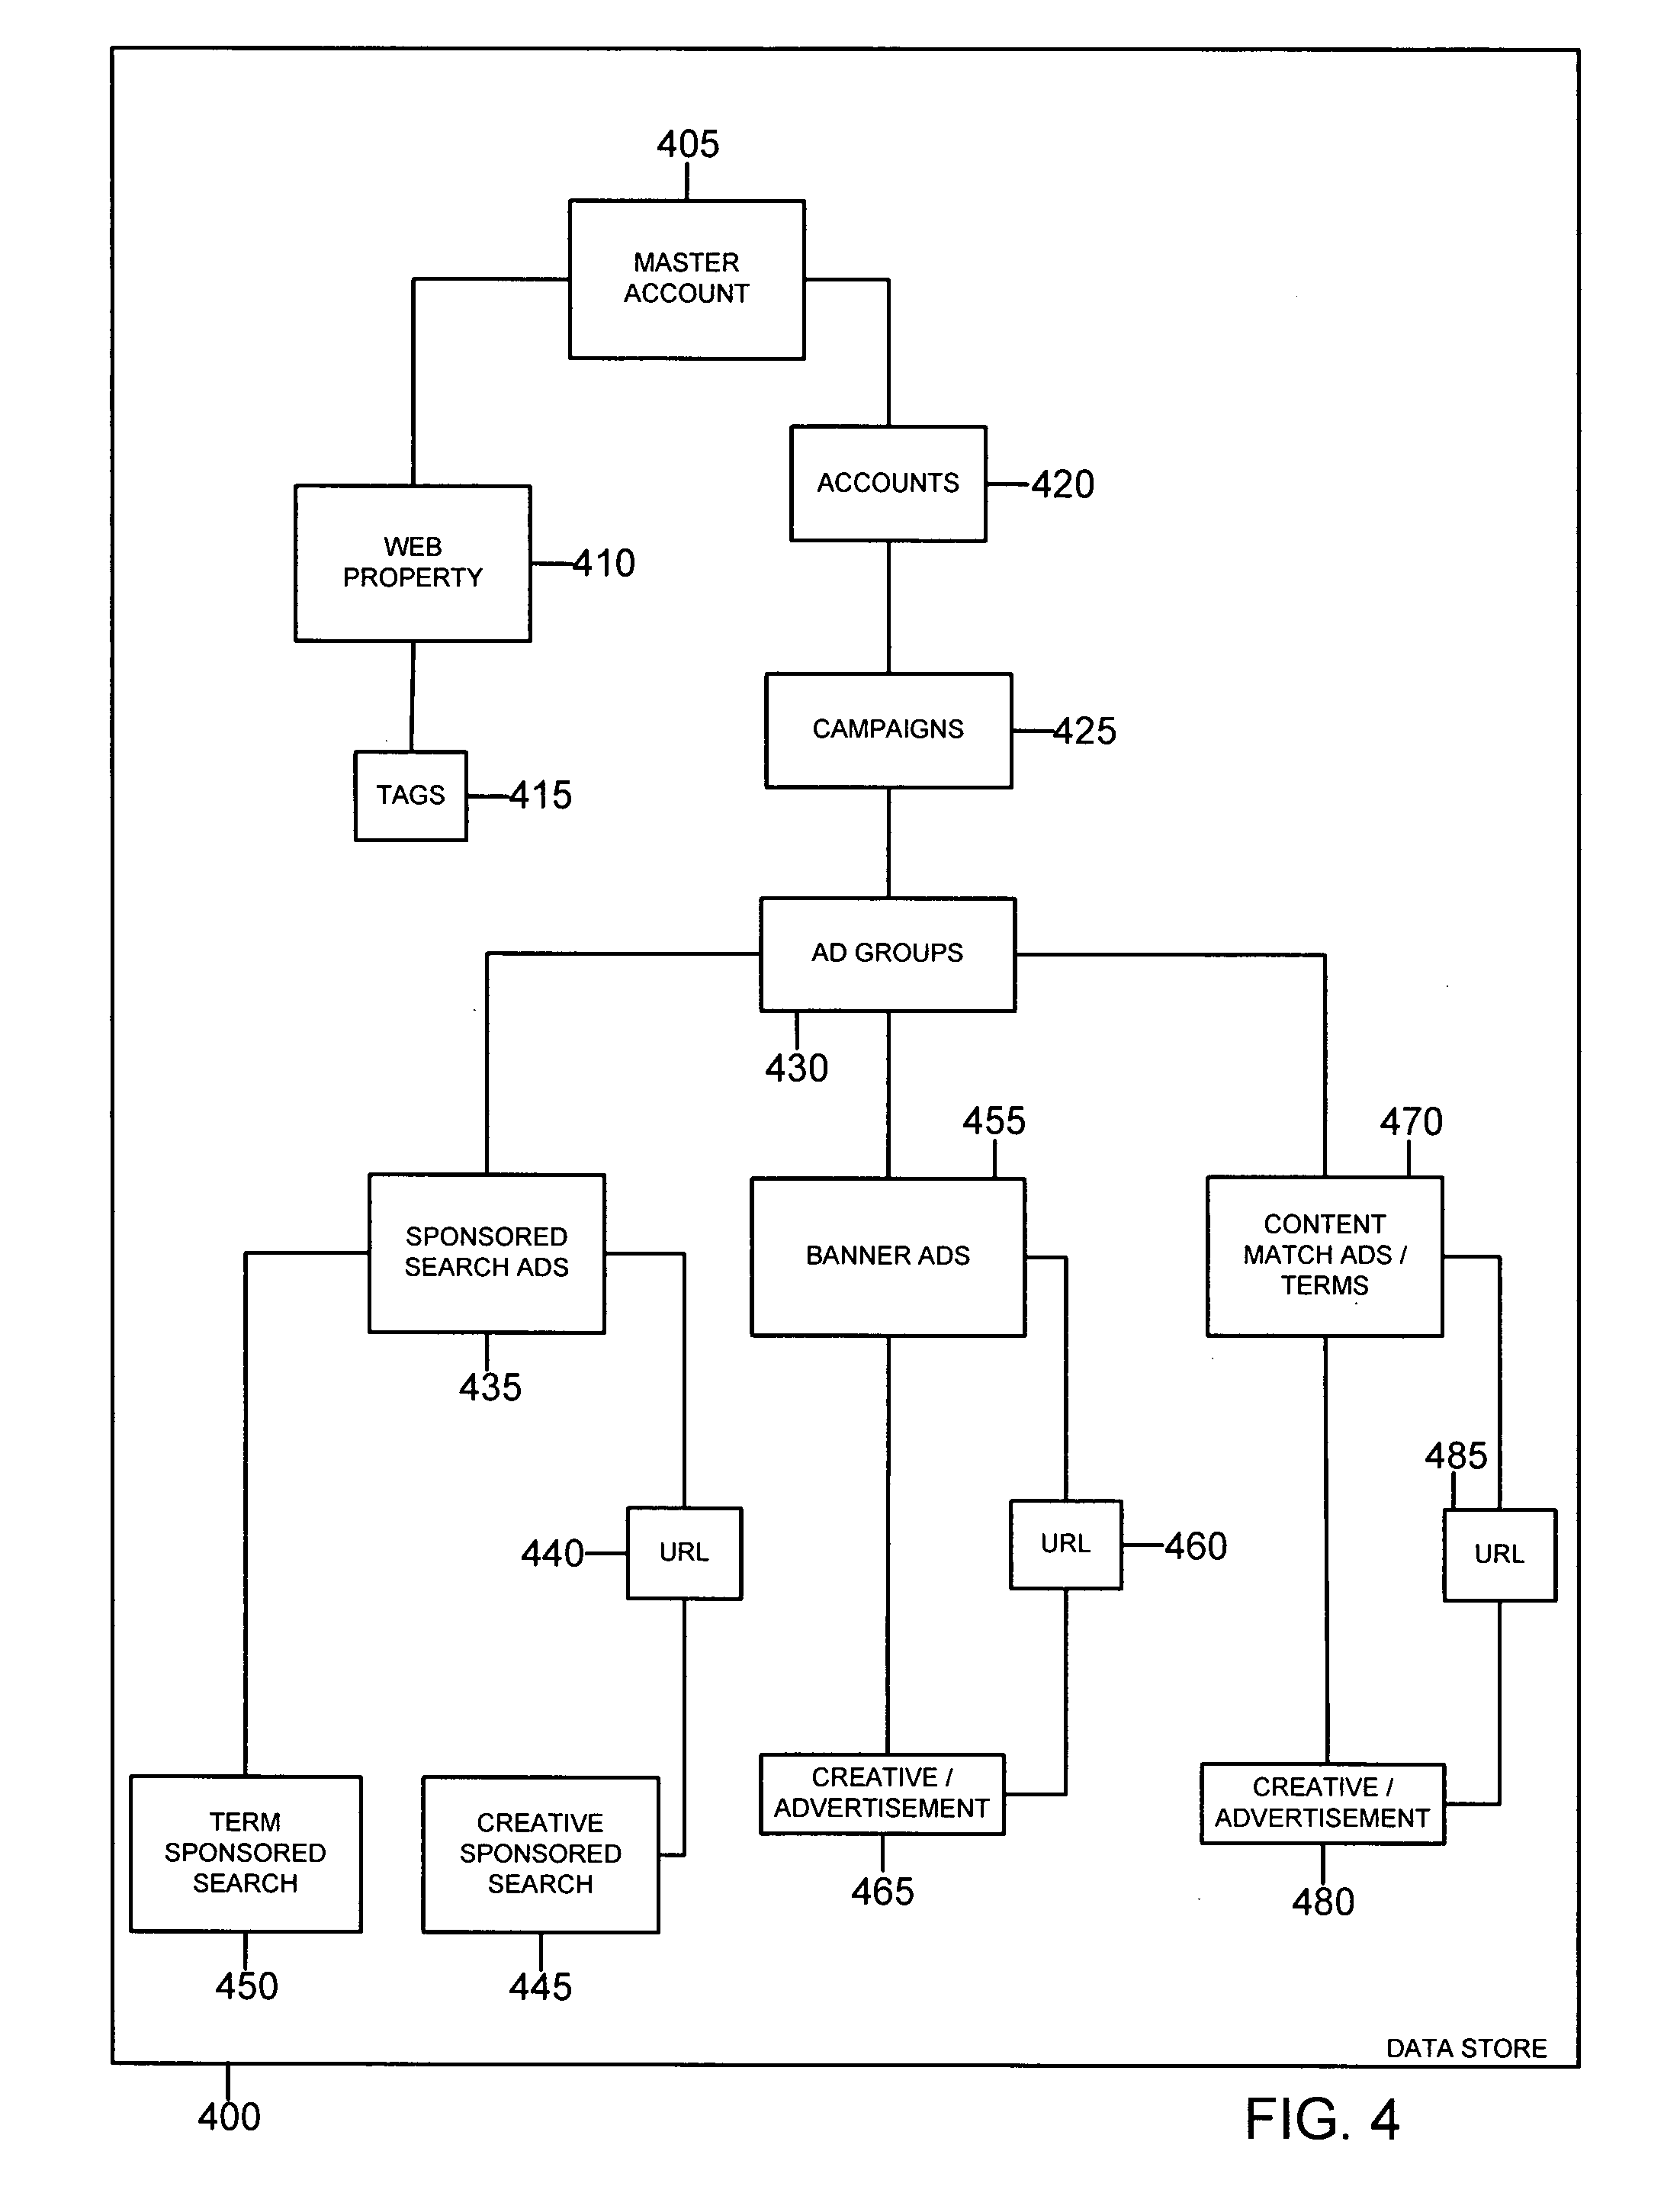 405
MASTER
ACCOUNT
ACCOUNTS
420
WEB
PROPERTY
410
CAMPAIGNS
425
TAGS
415
AD GROUPS
430
455
470
SPONSORED
SEARCH ADS
435
BANNER ADS
CONTENT
MATCH ADS /
TERMS
485
440
URL
URL
460
URL
TERM
SPONSORED
SEARCH
450
CREATIVE
SPONSORED
SEARCH
445
CREATIVE /
ADVERTISEMENT
465
CREATIVE /
ADVERTISEMENT
480
DATA STORE
400
FIG. 4